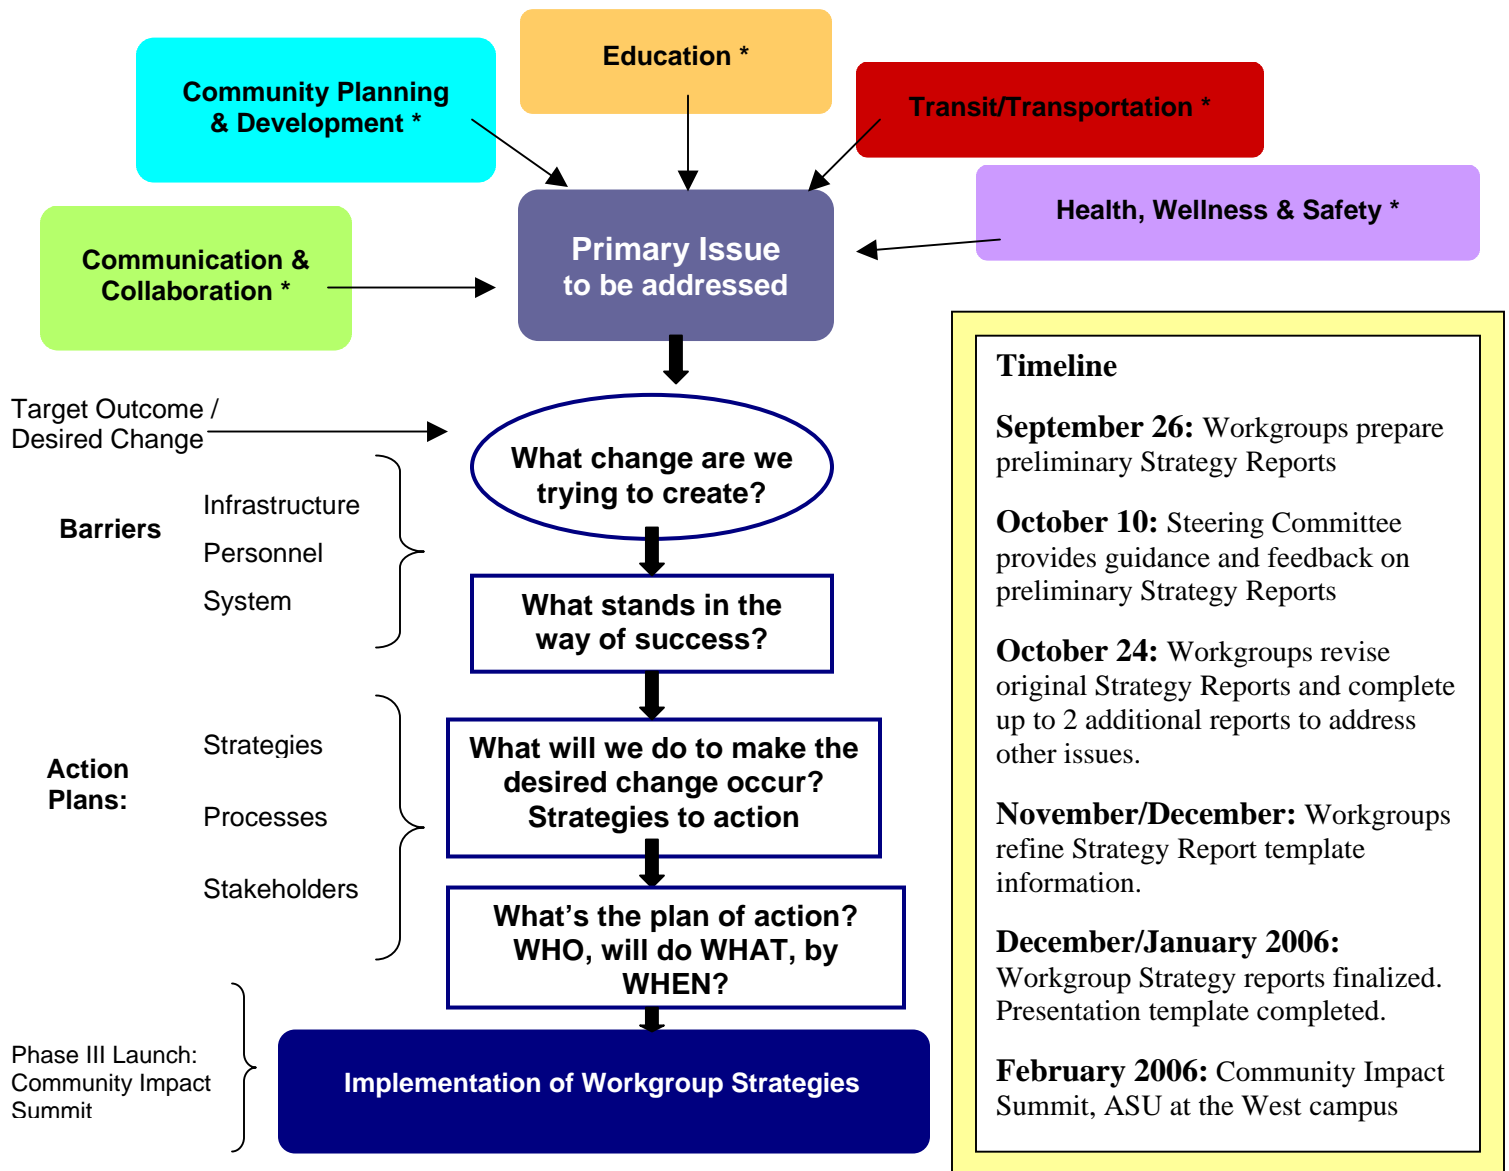 Education *
Community Planning
& Development *
Transit/Transportation *
Health, Wellness & Safety *
Communication &
Collaboration *
Primary Issue
to be addressed
Target Outcome /
Desired Change
What change are we
trying to create?
Barriers
Infrastructure
Personnel
System
What stands in the
way of success?
Action
Plans:
Strategies
Processes
Stakeholders
What will we do to make the
desired change occur?
Strategies to action
What’s the plan of action?
WHO, will do WHAT, by
WHEN?
Phase III Launch:
Community Impact
Summit
Implementation of Workgroup Strategies
Timeline
September 26: Workgroups prepare
preliminary Strategy Reports
October 10: Steering Committee
provides guidance and feedback on
preliminary Strategy Reports
October 24: Workgroups revise
original Strategy Reports and complete
up to 2 additional reports to address
other issues.
November/December: Workgroups
refine Strategy Report template
information.
December/January 2006:
Workgroup Strategy reports finalized.
Presentation template completed.
February 2006: Community Impact
Summit, ASU at the West campus